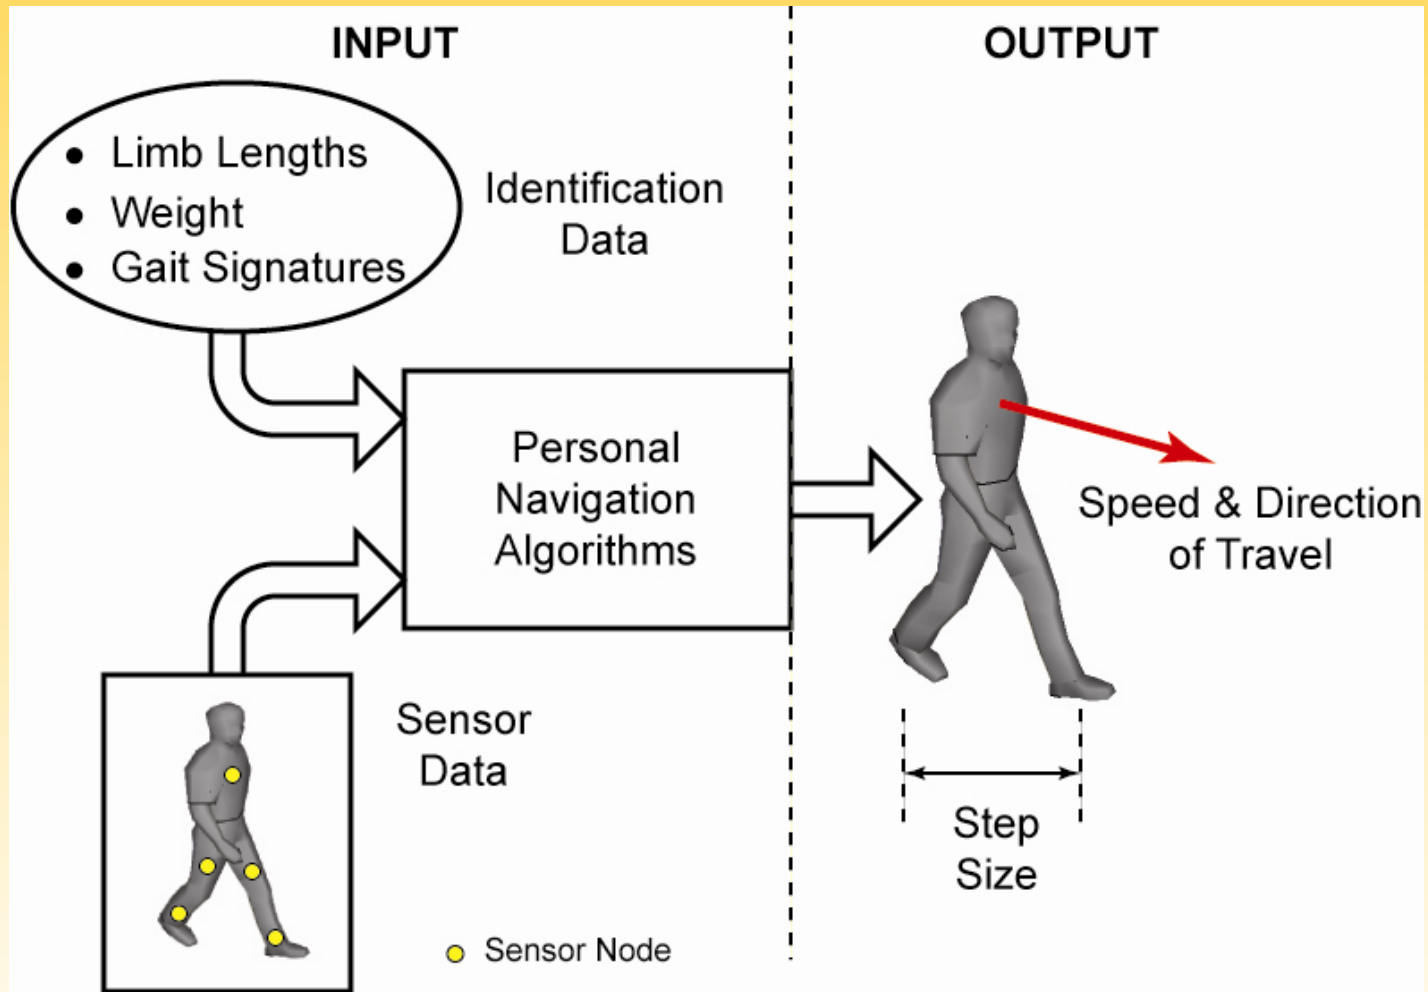 INPUT
OUTPUT
• Limb Lengths
• Weight
• Gait Signatures
Identification
Data
Personal
Navigation
Algorithms
Speed & Direction
of Travel
Sensor
Data
Step
Size
Sensor Node